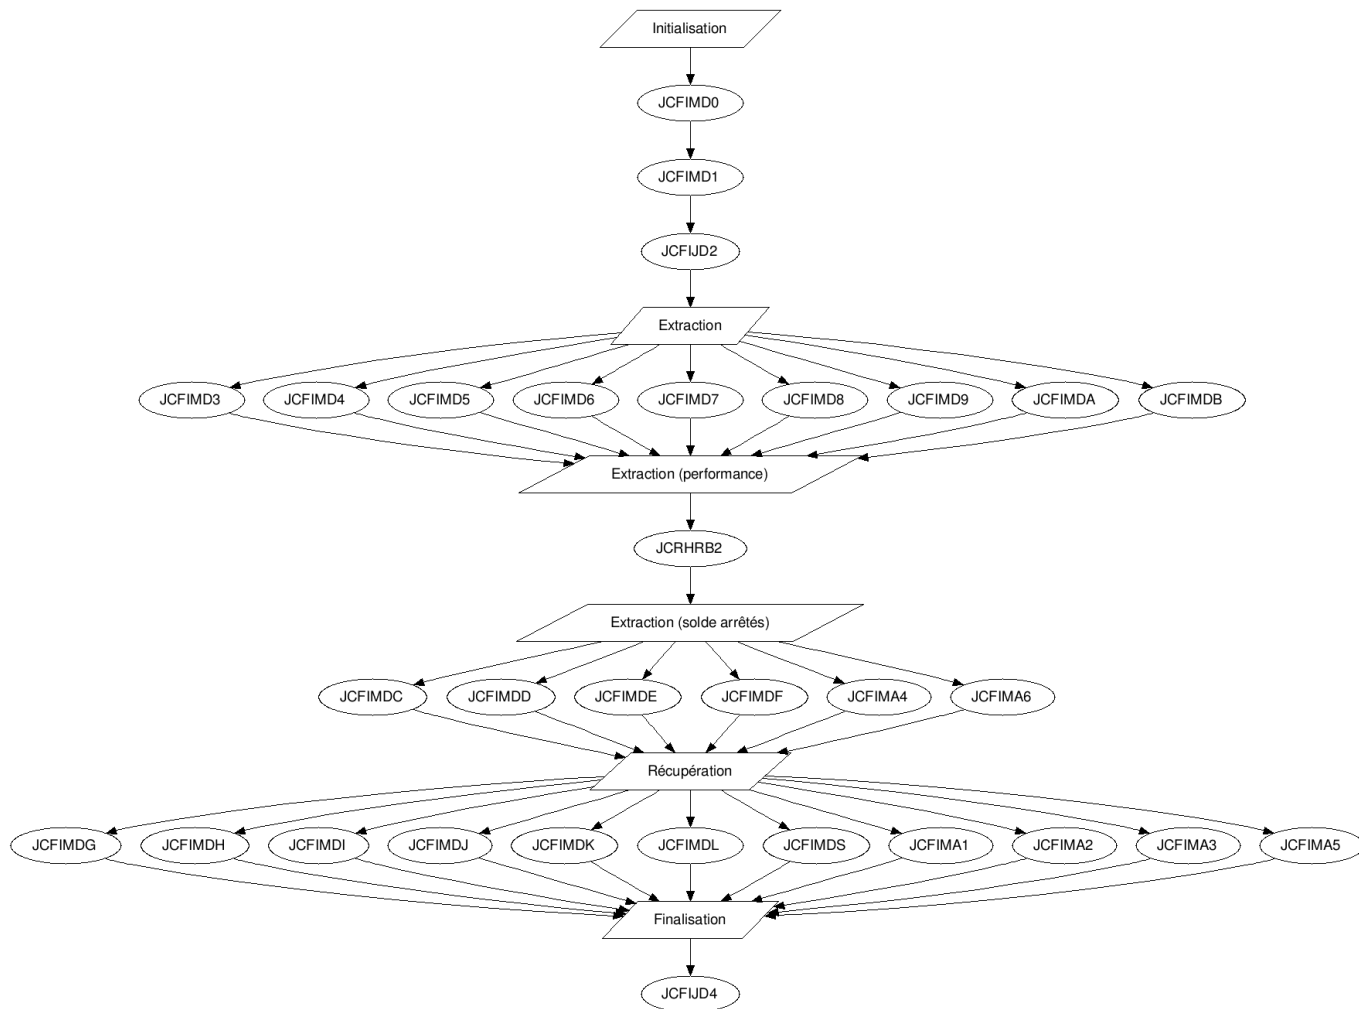 Initialisation
JCFIMD0
JCFIMD1
JCFIJD2
Extraction
JCFIMD3 JCFIMD4 JCFIMD5 JCFIMD6 JCFIMD7 JCFIMD8 JCFIMD9 JCFIMDA JCFIMDB
Extraction (performance)
JCRHRB2
Extraction (solde arrêtés)
JCFIMDC JCFIMDD JCFIMDE JCFIMDF JCFIMA4 JCFIMA6
Récupération
JCFIMDG JCFIMDH JCFIMDI JCFIMDJ JCFIMDK JCFIMDL JCFIMDS JCFIMA1 JCFIMA2 JCFIMA3 JCFIMA5
Finalisation
JCFIJD4